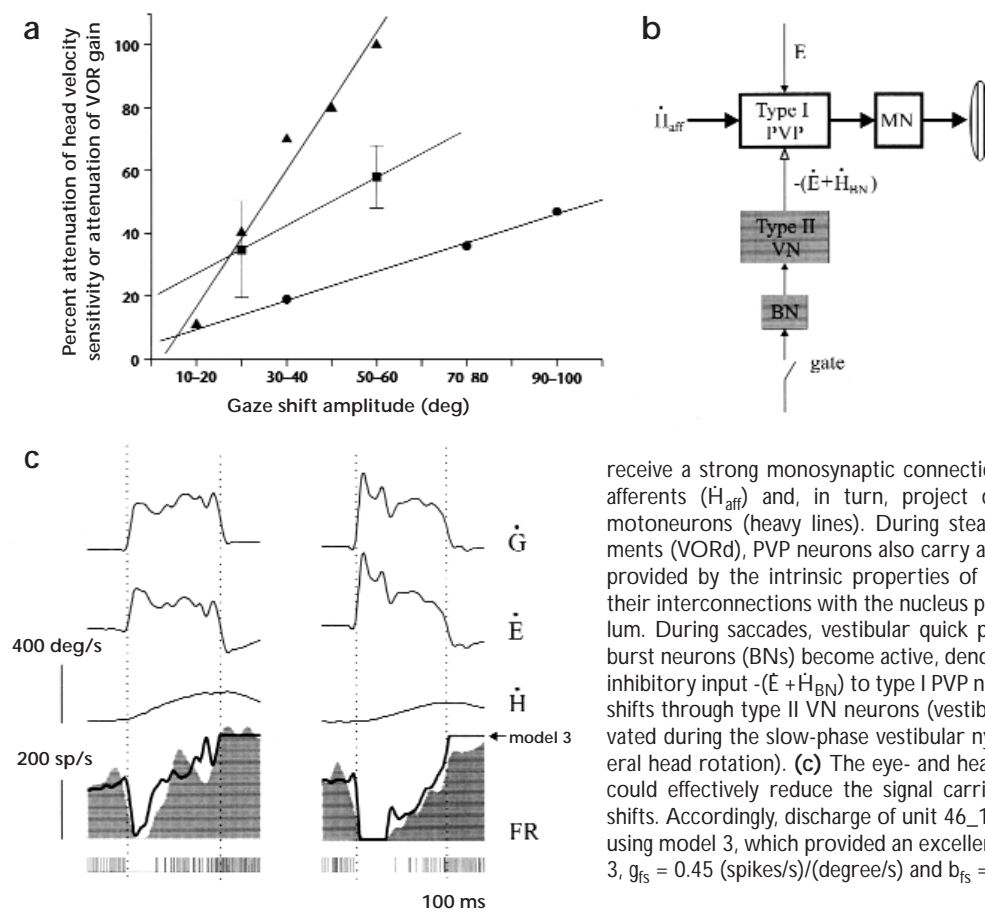 a
Percent attenuation of head velocity
sensitivity or attenuation of VOR gain
100
80
60
40
20
0
10–20 30–40 50–60 70–80 90–100
Gaze shift amplitude (deg)
b
E
Ḣaff
Type I
PVP
MN
-(Ė+ḢBN)
Type II
VN
BN
gate
c
Ġ
Ė
400 deg/s
Ḣ
model 3
200 sp/s
FR
100 ms
receive a strong monosynaptic connectio
afferents (Ḣaff) and, in turn, project d
motoneurons (heavy lines). During stea
ments (VORd), PVP neurons also carry a
provided by the intrinsic properties of
their interconnections with the nucleus p
lum. During saccades, vestibular quick p
burst neurons (BNs) become active, deno
inhibitory input -(Ė +ḢBN) to type I PVP n
shifts through type II VN neurons (vestib
vated during the slow-phase vestibular ny
eral head rotation). (c) The eye- and hea
could effectively reduce the signal carri
shifts. Accordingly, discharge of unit 46_1
using model 3, which provided an excellen
3, gfs = 0.45 (spikes/s)/(degree/s) and bfs =